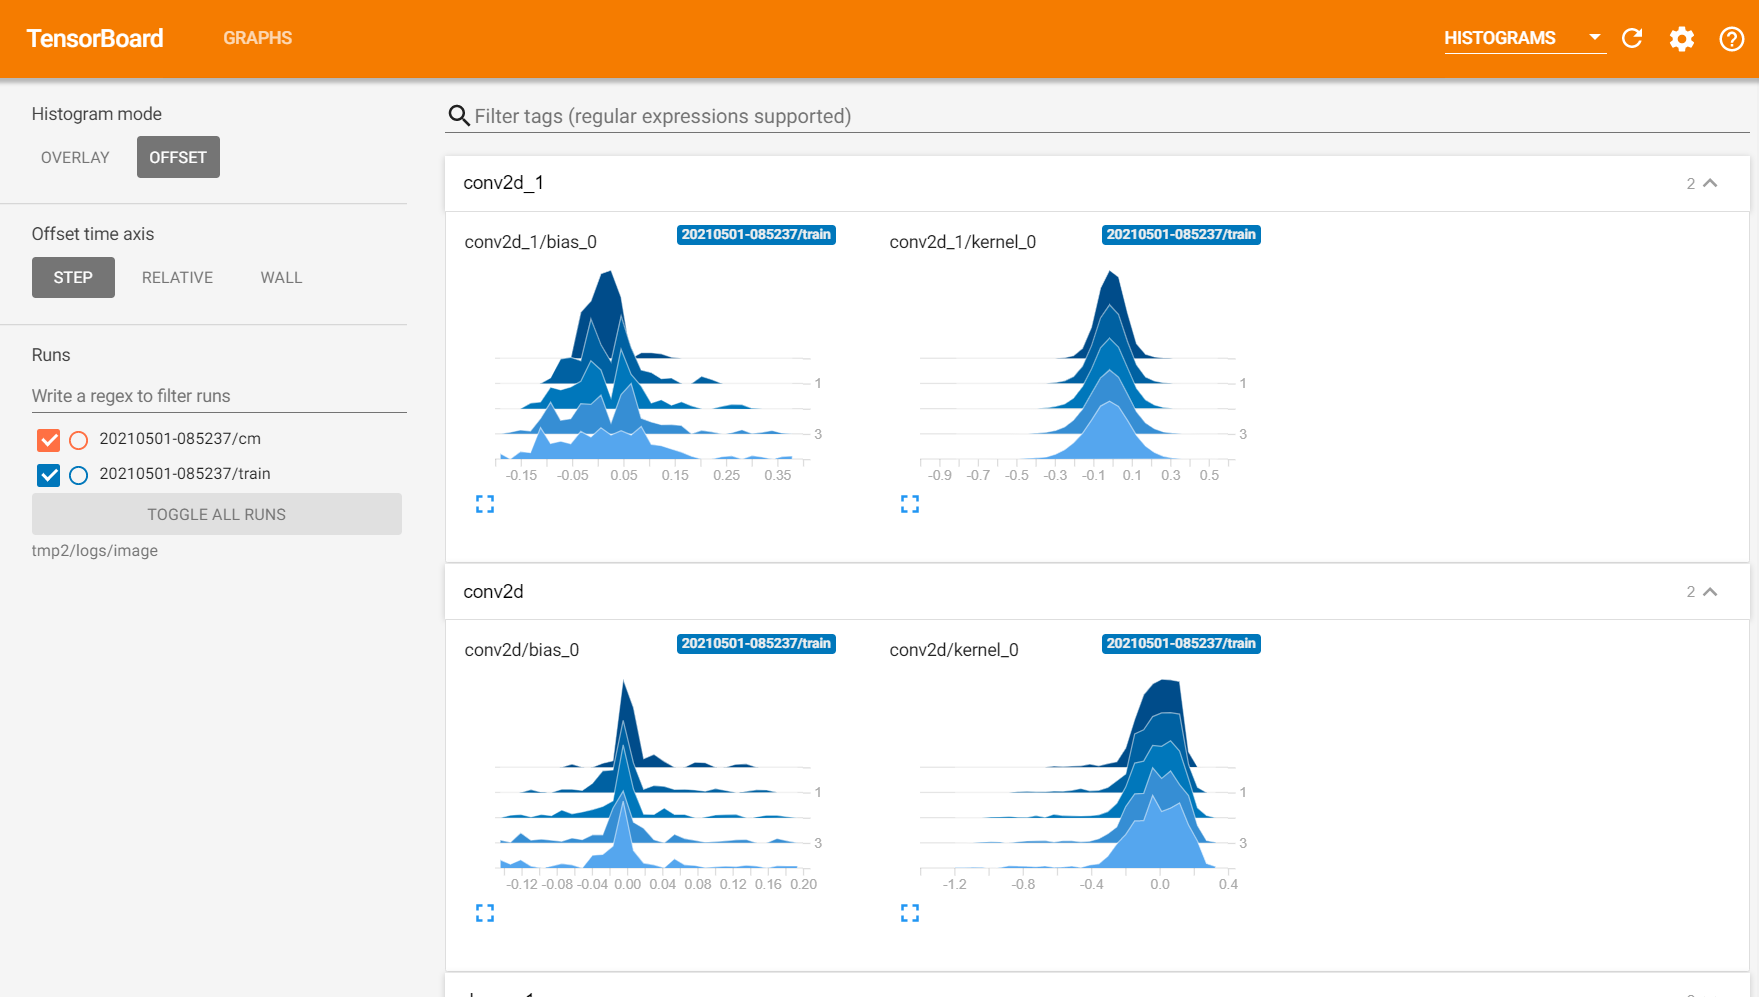 TensorBoard GRAPHS HISTOGRAMS
Histogram mode
OVERLAY OFFSET
Offset time axis
STEP RELATIVE WALL
Runs
Write a regex to filter runs
20210501-085237/cm
20210501-085237/train
TOGGLE ALL RUNS
tmp2/logs/image
Filter tags (regular expressions supported)
conv2d_1 2
conv2d_1/bias_0 20210501-085237/train
1
3
-0.15 -0.05 0.05 0.15 0.25 0.35
conv2d_1/kernel_0 20210501-085237/train
1
3
-0.9 -0.7 -0.5 -0.3 -0.1 0.1 0.3 0.5
conv2d 2
conv2d/bias_0 20210501-085237/train
1
3
-0.12 -0.08 -0.04 0.00 0.04 0.08 0.12 0.16 0.20
conv2d/kernel_0 20210501-085237/train
1
3
-1.2 -0.8 -0.4 0.0 0.4